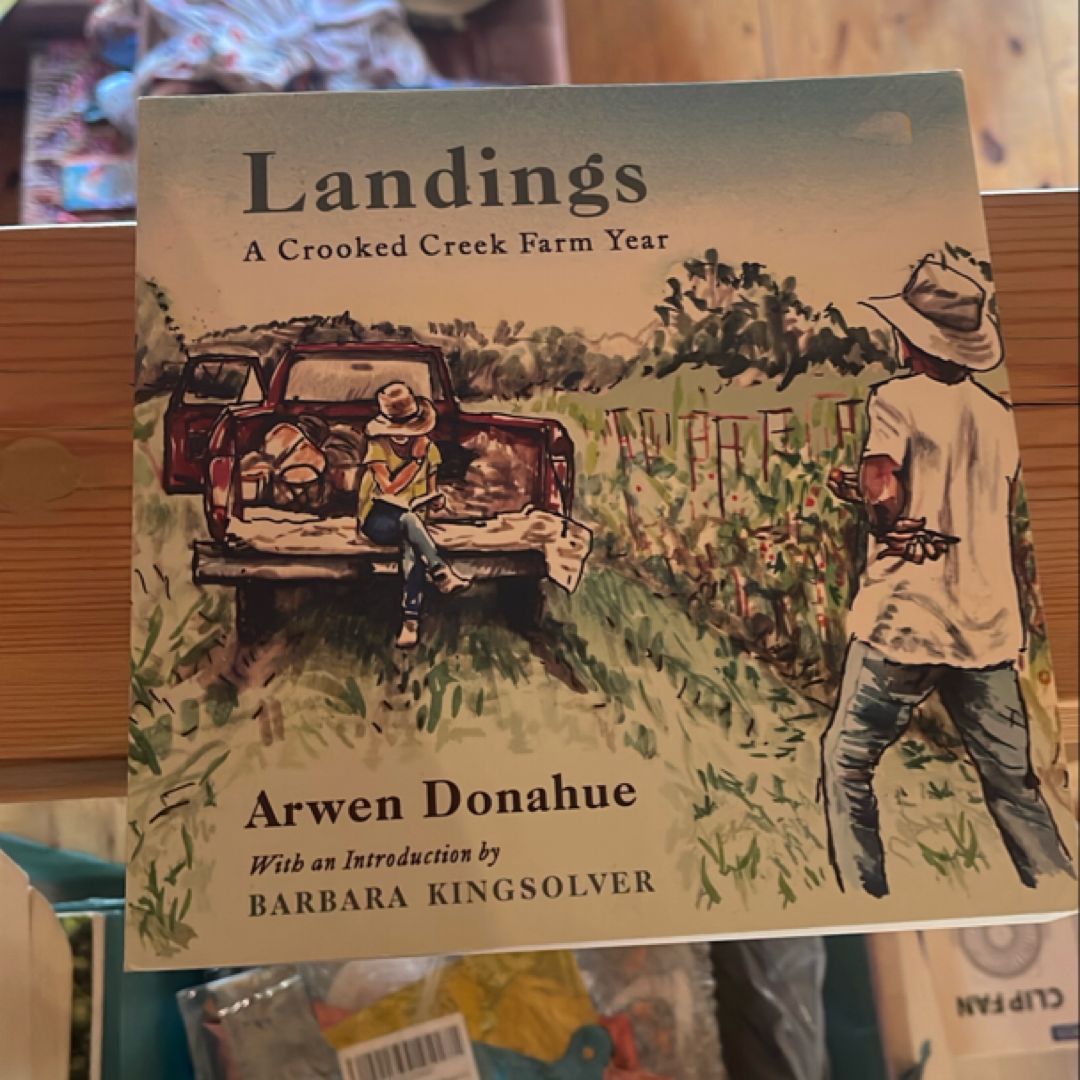 Landings
A Crooked Creek Farm Year
Arwen Donahue
With an Introduction by
BARBARA KINGSOLVER
CLIP FAN